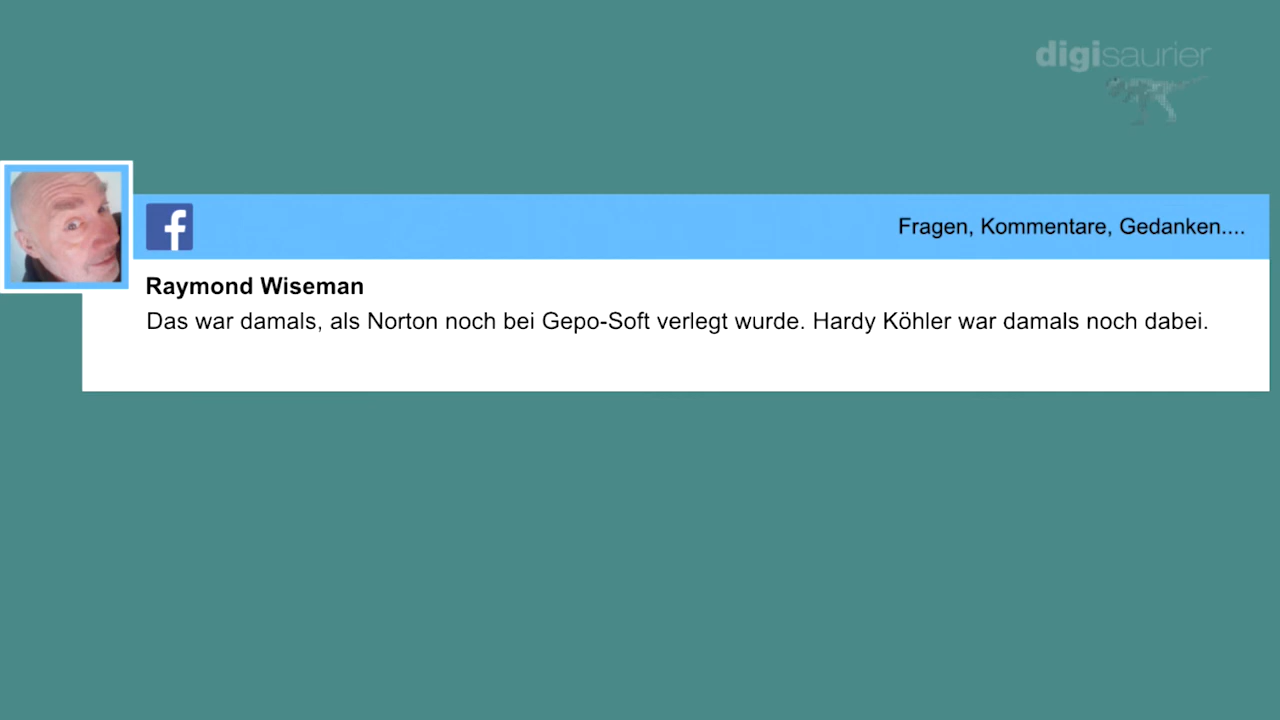 digisaurier
Fragen, Kommentare, Gedanken....
Raymond Wiseman
Das war damals, als Norton noch bei Gepo-Soft verlegt wurde. Hardy Köhler war damals noch dabei.